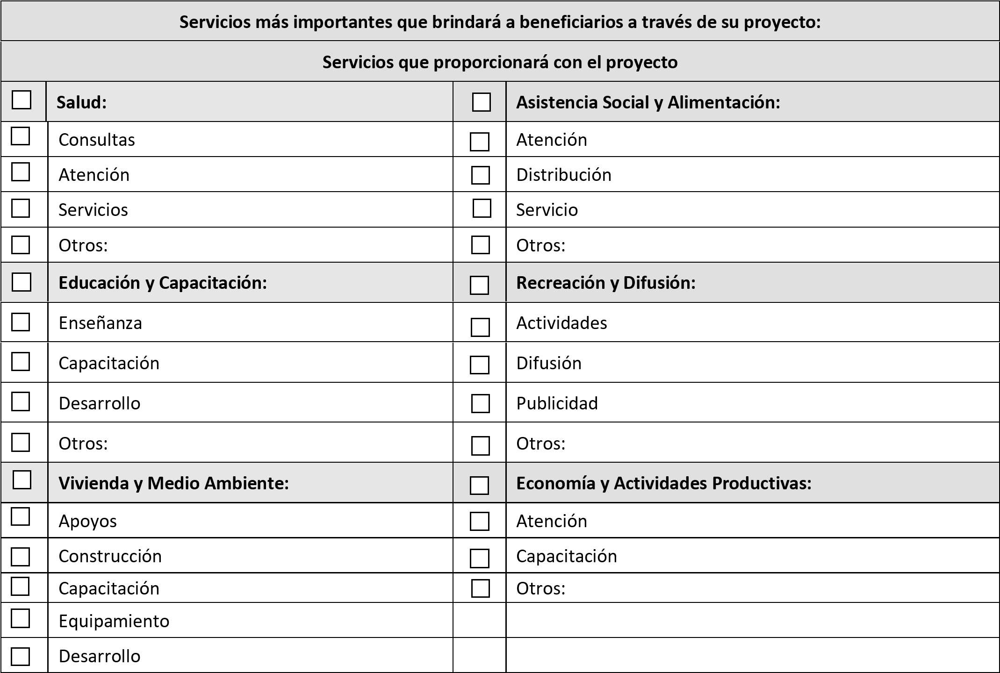 Servicios más importantes que brindará a beneficiarios a través de su proyecto:
Servicios que proporcionará con el proyecto
Salud:
Asistencia Social y Alimentación:
Consultas
Atención
Atención
Distribución
Servicios
Servicio
Otros:
Otros:
Educación y Capacitación:
Recreación y Difusión:
Enseñanza
Actividades
Capacitación
Difusión
Desarrollo
Publicidad
Otros:
Otros:
Vivienda y Medio Ambiente:
Economía y Actividades Productivas:
Apoyos
Atención
Construcción
Capacitación
Capacitación
Otros:
Equipamiento
Desarrollo